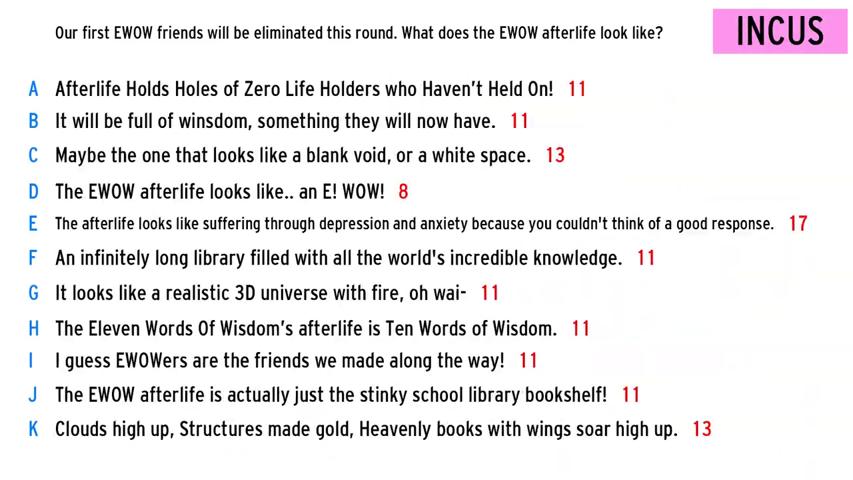 Our first EWOW friends will be eliminated this round. What does the EWOW afterlife look like?
INCUS
A Afterlife Holds Holes of Zero Life Holders who Haven't Held On! 11
B It will be full of winsdom, something they will now have. 11
C Maybe the one that looks like a blank void, or a white space. 13
D The EWOW afterlife looks like.. an E! WOW! 8
E The afterlife looks like suffering through depression and anxiety because you couldn't think of a good response. 17
F An infinitely long library filled with all the world's incredible knowledge. 11
G It looks like a realistic 3D universe with fire, oh wai- 11
H The Eleven Words Of Wisdom's afterlife is Ten Words of Wisdom. 11
I I guess EWOWers are the friends we made along the way! 11
J The EWOW afterlife is actually just the stinky school library bookshelf! 11
K Clouds high up, Structures made gold, Heavenly books with wings soar high up. 13